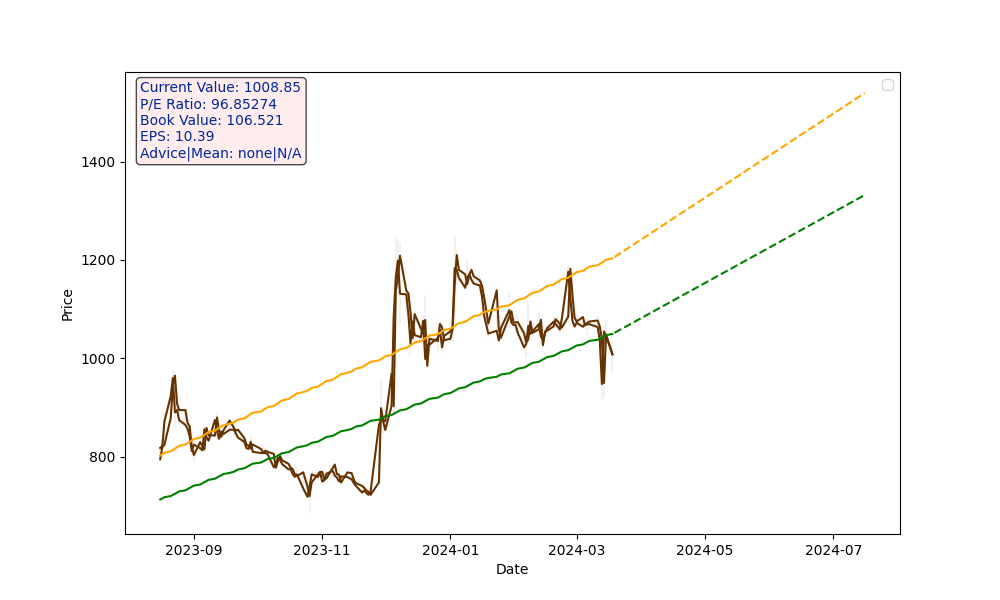 Current Value: 1008.85
P/E Ratio: 96.85274
Book Value: 106.521
EPS: 10.39
Advice|Mean: none|N/A
1400
1200
1000
800
Price
2023-09 2023-11 2024-01 2024-03 2024-05 2024-07
Date